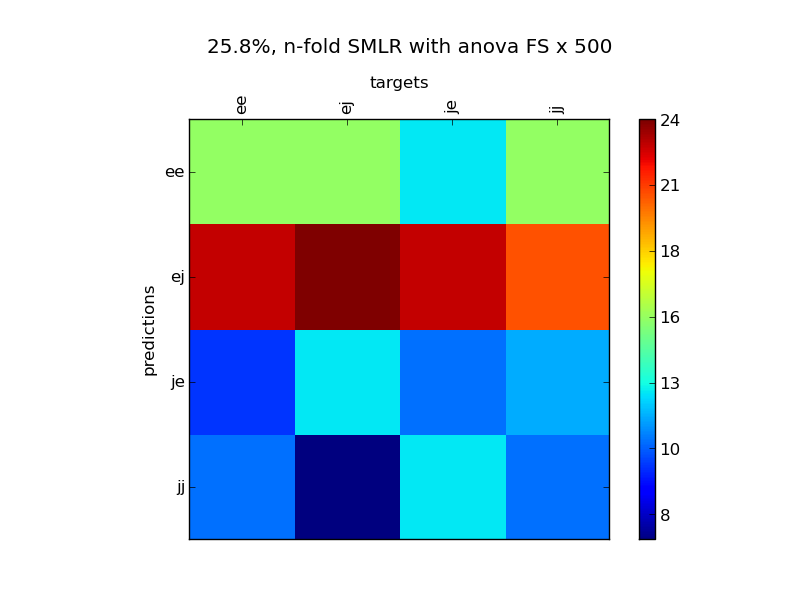 25.8%, n-fold SMLR with anova FS x 500
targets
ee ej je jj
predictions
ee
ej
je
jj
24
21
18
16
13
10
8